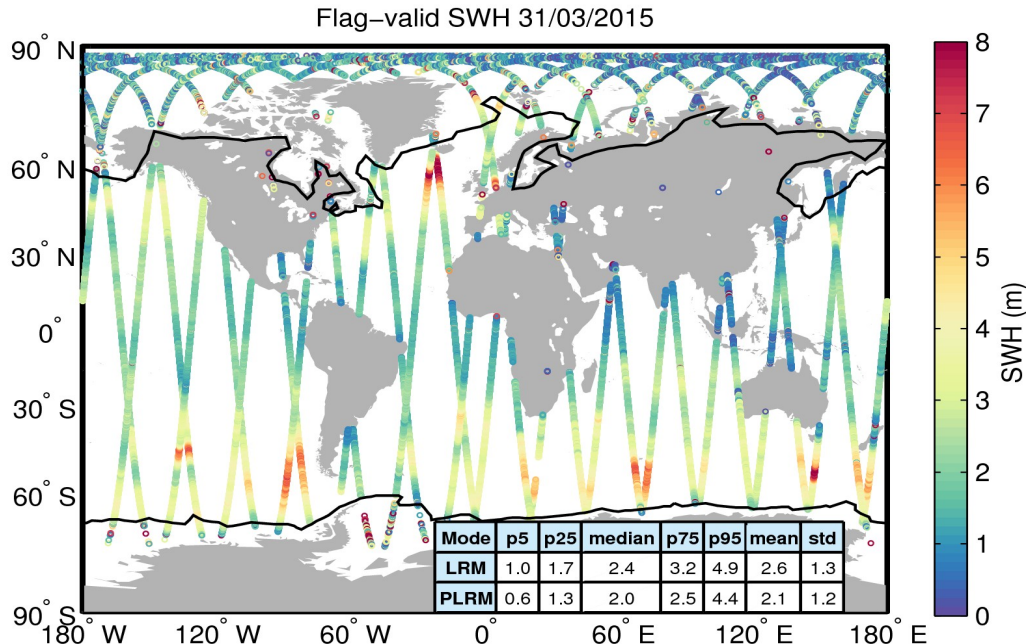 Flag−valid SWH 31/03/2015
90° N
60° N
30° N
0°
30° S
60° S
90° S
180° W
120° W
60° W
0°
60° E
120° E
180° E
8
7
6
5
4
3
2
1
0
SWH (m)
Mode p5 p25 median p75 p95 mean std
LRM 1.0 1.7 2.4 3.2 4.9 2.6 1.3
PLRM 0.6 1.3 2.0 2.5 4.4 2.1 1.2